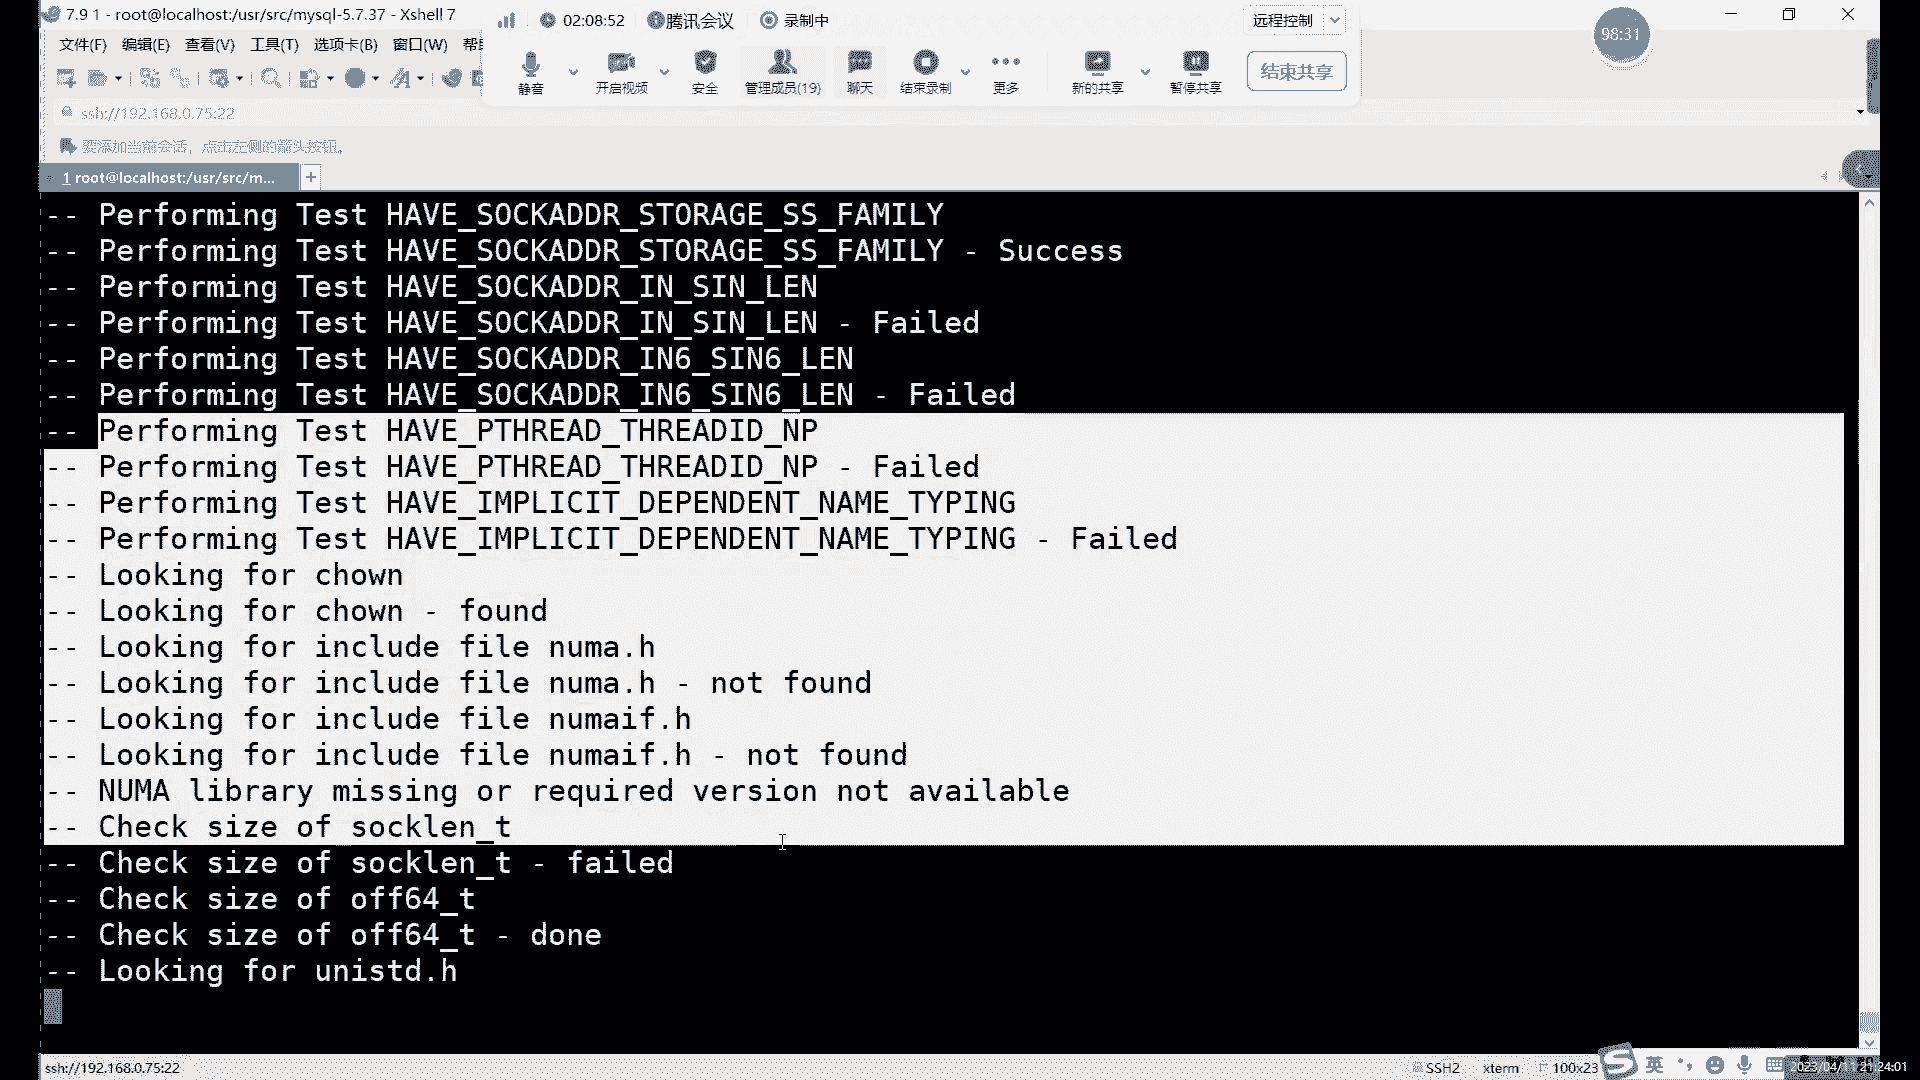 7.9 1 - root@localhost:/usr/src/mysql-5.7.37 - Xshell 7
02:08:52 腾讯会议 录制中
远程控制
98:31
文件(F) 编辑(E) 查看(V) 工具(T) 选项卡(B) 窗口(W) 帮
静音 开启视频 安全 管理成员(19) 聊天 结束录制 更多 新的共享 暂停共享 结束共享
ssh://192.168.0.75:22
要添加当前会话，点击左侧的箭头按钮。
1 root@localhost:/usr/src/m... +
-- Performing Test HAVE_SOCKADDR_STORAGE_SS_FAMILY
-- Performing Test HAVE_SOCKADDR_STORAGE_SS_FAMILY - Success
-- Performing Test HAVE_SOCKADDR_IN_SIN_LEN
-- Performing Test HAVE_SOCKADDR_IN_SIN_LEN - Failed
-- Performing Test HAVE_SOCKADDR_IN6_SIN6_LEN
-- Performing Test HAVE_SOCKADDR_IN6_SIN6_LEN - Failed
-- Performing Test HAVE_PTHREAD_THREADID_NP
-- Performing Test HAVE_PTHREAD_THREADID_NP - Failed
-- Performing Test HAVE_IMPLICIT_DEPENDENT_NAME_TYPING
-- Performing Test HAVE_IMPLICIT_DEPENDENT_NAME_TYPING - Failed
-- Looking for chown
-- Looking for chown - found
-- Looking for include file numa.h
-- Looking for include file numa.h - not found
-- Looking for include file numaif.h
-- Looking for include file numaif.h - not found
-- NUMA library missing or required version not available
-- Check size of socklen_t
-- Check size of socklen_t - failed
-- Check size of off64_t
-- Check size of off64_t - done
-- Looking for unistd.h
ssh://192.168.0.75:22 SSH2 xterm 100x23 英 2023/04/11 21:24:01